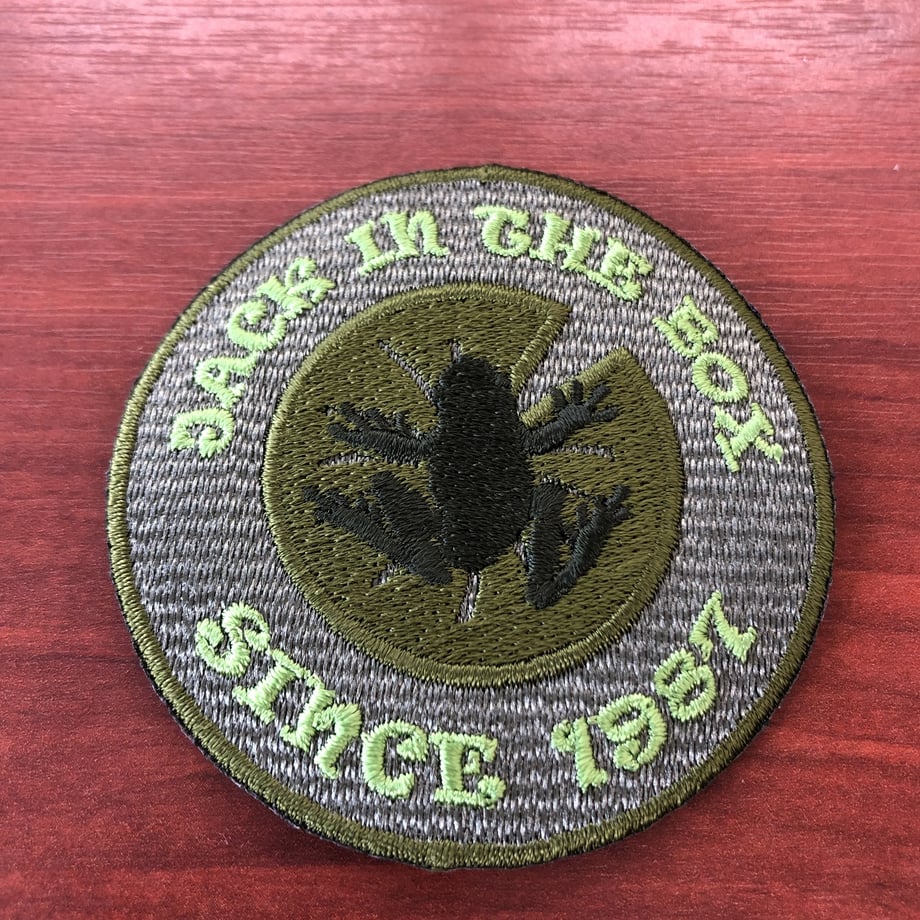 JACK IN THE BOX
SINCE 1987